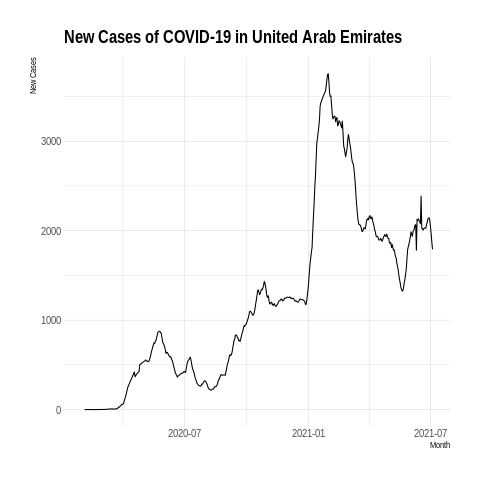 New Cases of COVID-19 in United Arab Emirates
New Cases
3000
2000
1000
0
2020-07 2021-01 2021-07
Month